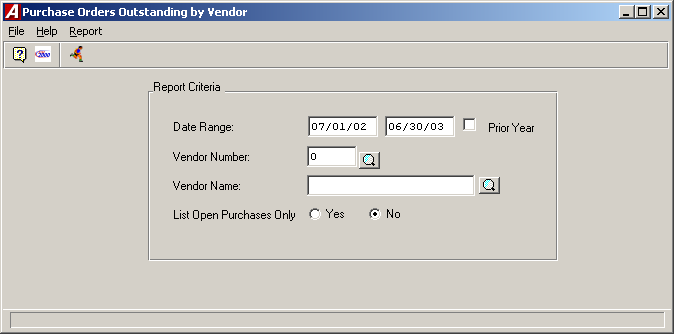 A Purchase Orders Outstanding by Vendor
File Help Report
? 2000
Report Criteria
Date Range: 07/01/02 06/30/03 Prior Year
Vendor Number: 0
Vendor Name:
List Open Purchases Only Yes No